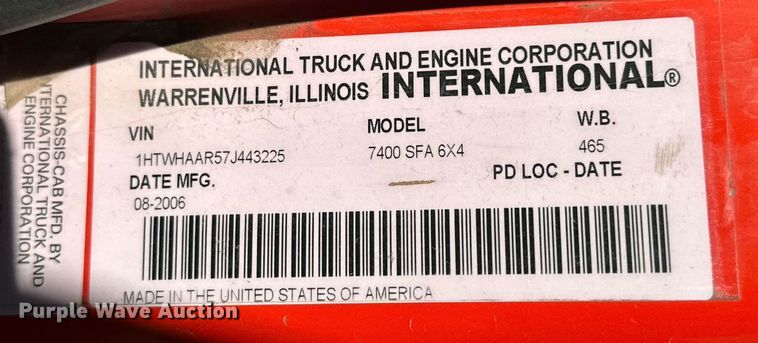 CHASSIS-CAB MFD. BY
INTERNATIONAL TRUCK AND
ENGINE CORPORATION
INTERNATIONAL TRUCK AND ENGINE CORPORATION
WARRENVILLE, ILLINOIS INTERNATIONAL®
VIN MODEL W.B.
1HTWHAAR57J443225 7400 SFA 6X4 465
DATE MFG. PD LOC - DATE
08-2006
MADE IN THE UNITED STATES OF AMERICA
Purple Wave Auction